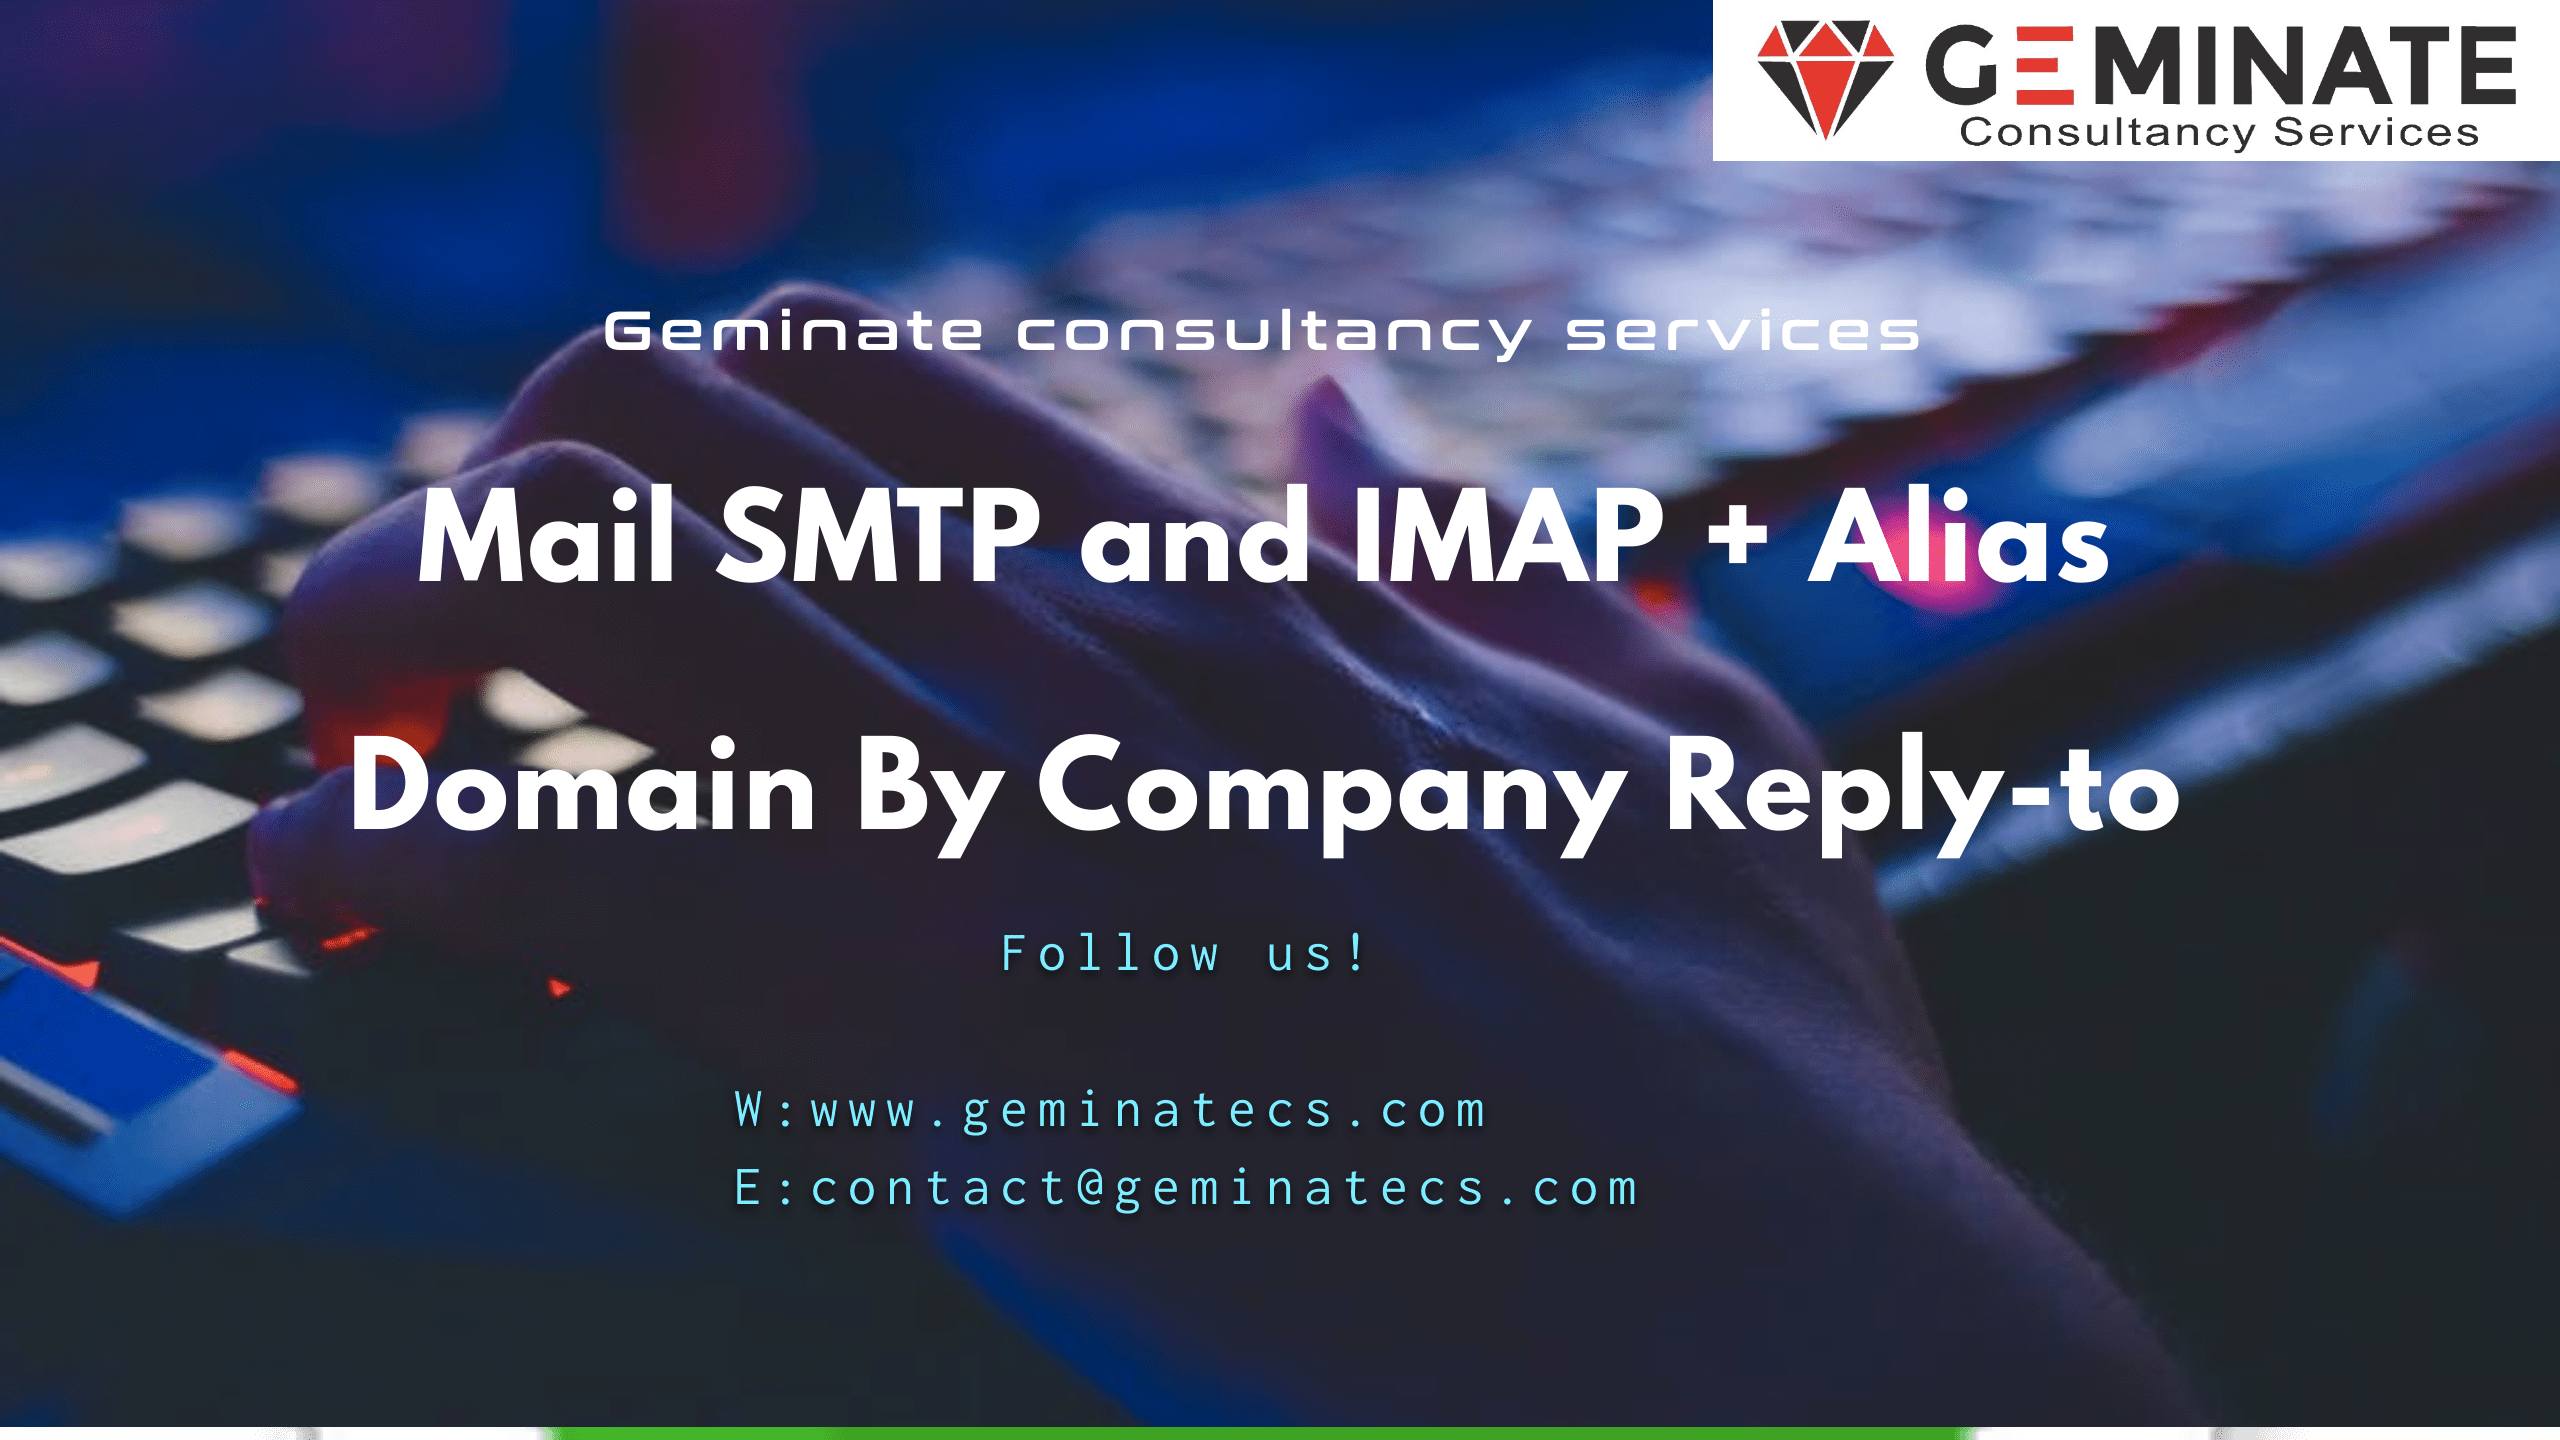 GEMINATE
Consultancy Services
Geminate consultancy services
Mail SMTP and IMAP + Alias
Domain By Company Reply-to
Follow us!
W:www.geminatecs.com
E:contact@geminatecs.com